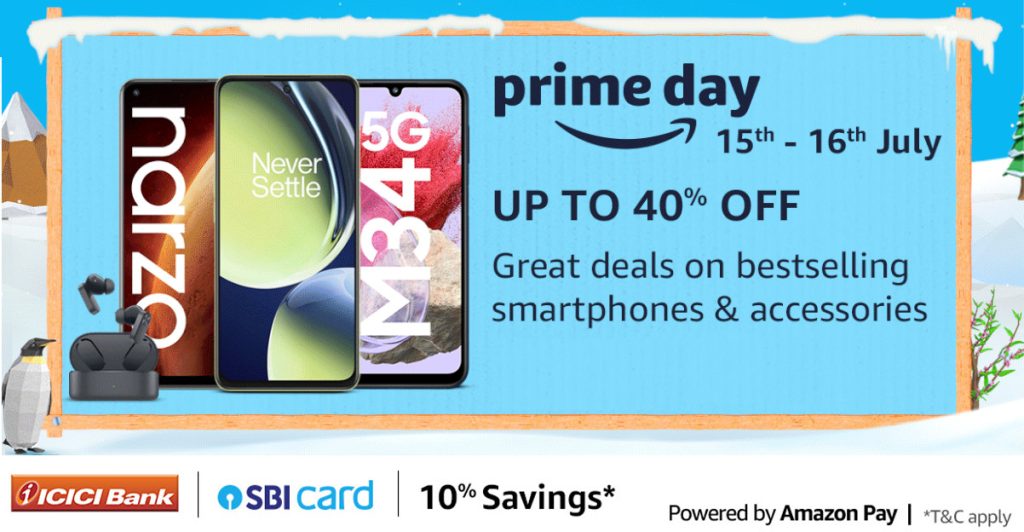 narzo
Never
Settle
M34 5G
prime day
15th - 16th July
UP TO 40% OFF
Great deals on bestselling
smartphones & accessories
i ICICI Bank
SBI card
10% Savings*
Powered by Amazon Pay | *T&C apply